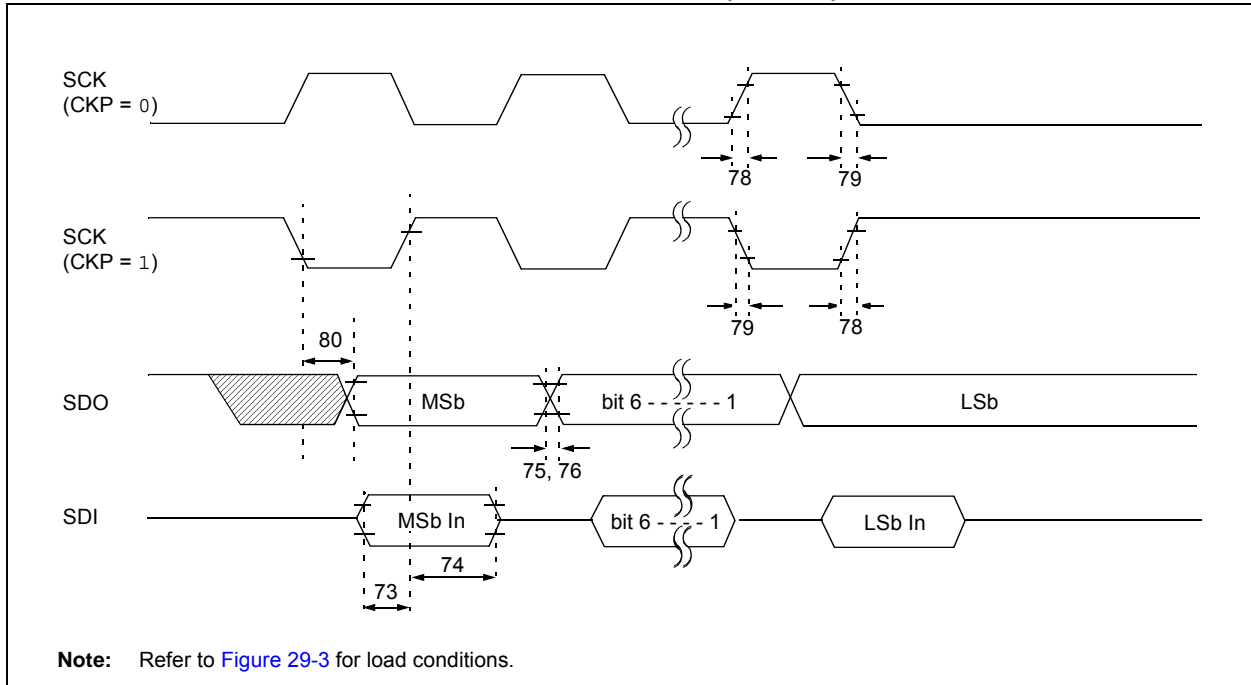 SCK
(CKP = 0)
78
79
SCK
(CKP = 1)
79
78
80
SDO
MSb
bit 6 - - - - - - 1
LSb
75, 76
SDI
MSb In
bit 6 - - - - 1
LSb In
74
73
Note: Refer to Figure 29-3 for load conditions.